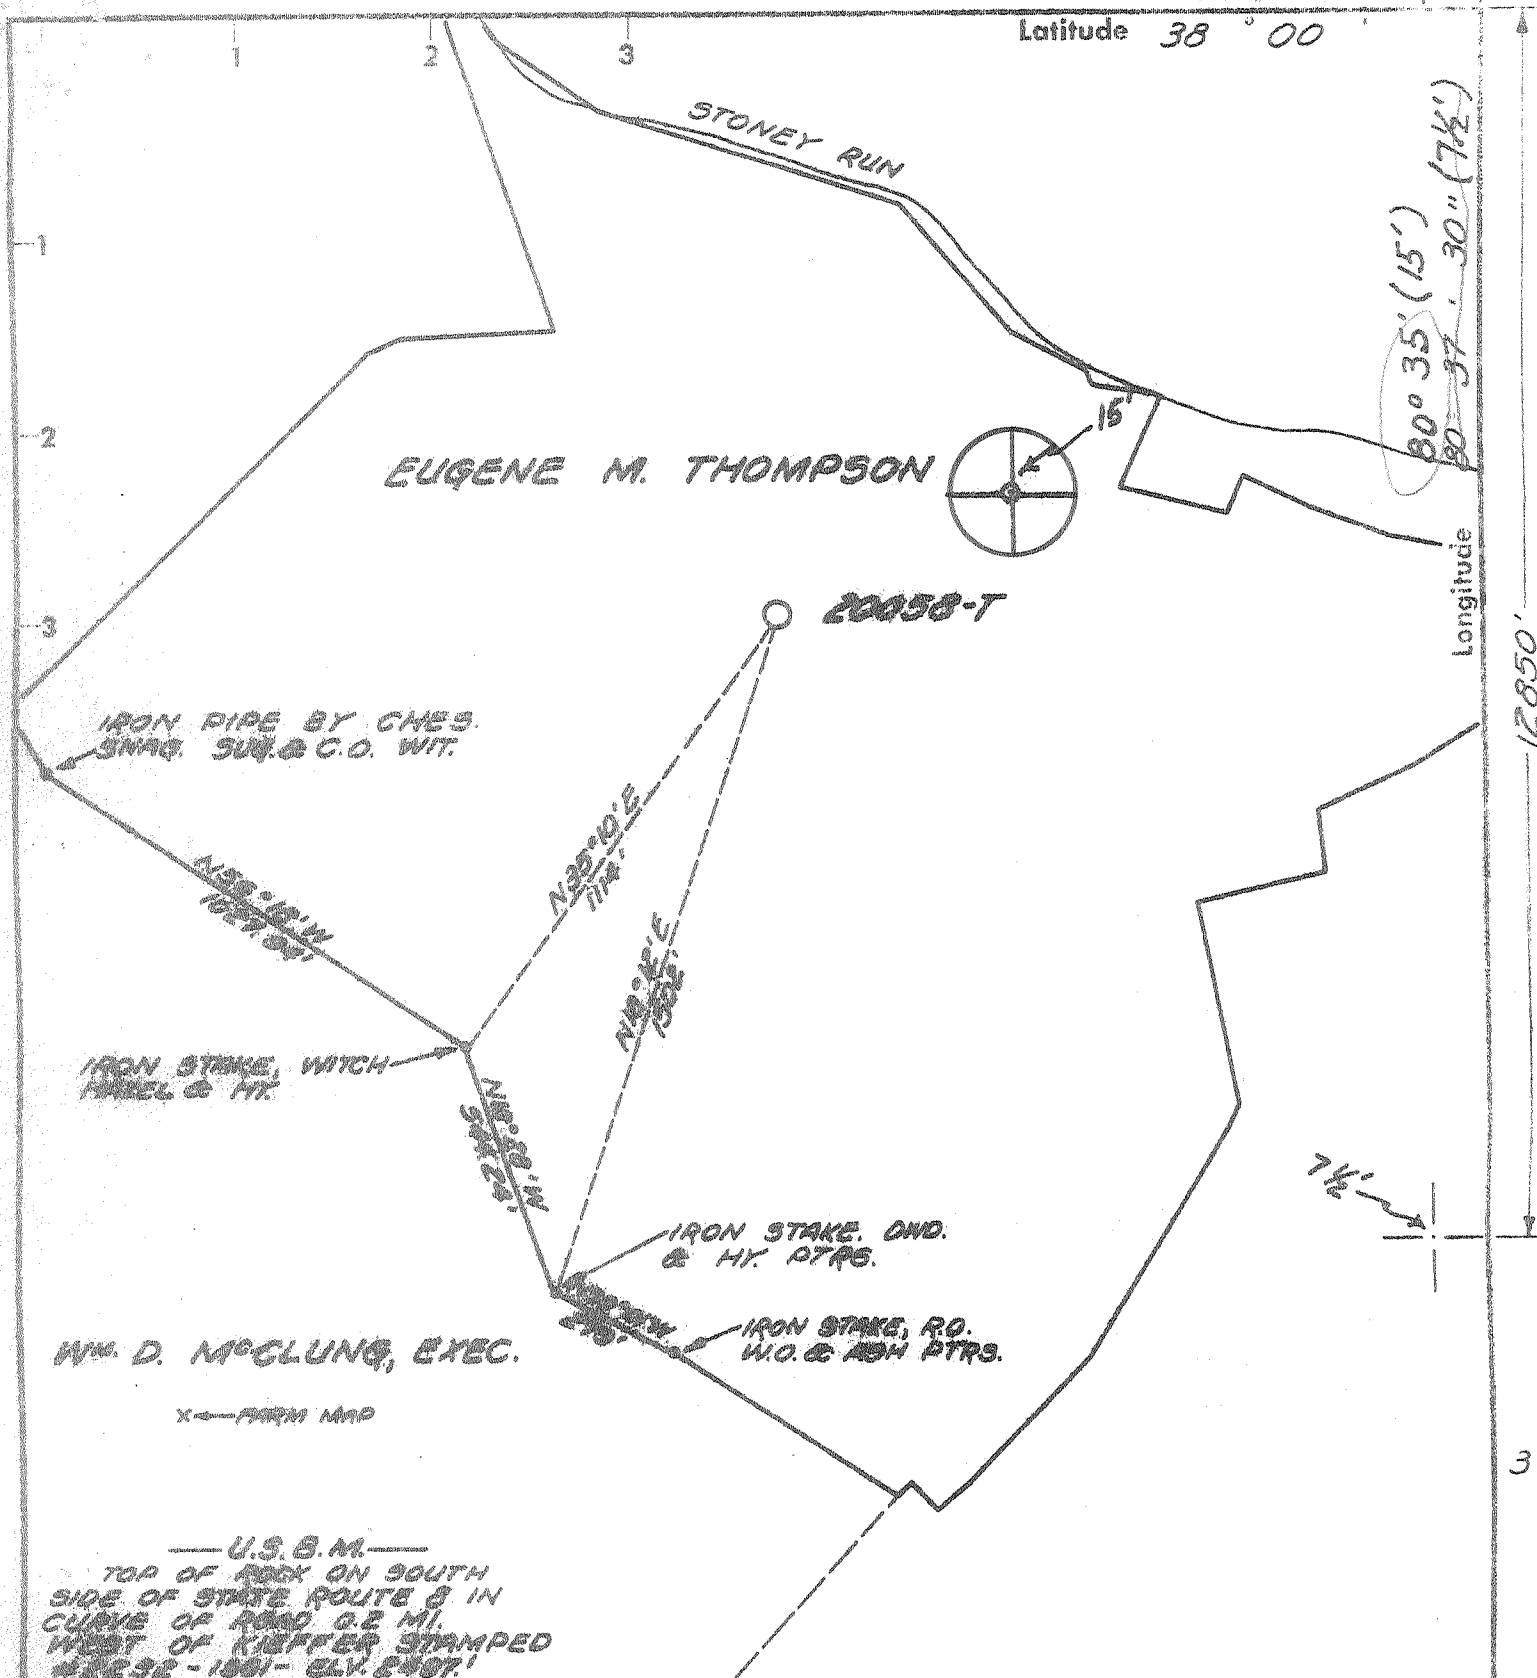 Latitude 38° 00'
1 2 3
STONEY RUN
1
2
3
80° 35' (15')
80° 37' 30" (7½')
Longitude
12850'
15'
EUGENE M. THOMPSON
20058-T
IRON PIPE BY CHES.
SNAG. SUG. & C.O. WIT.
N 35° 10' E
1114'
IRON STAKE, WITCH
HAZEL & HY.
7½'
IRON STAKE. DWD.
& HY. PTRS.
IRON STAKE, R.O.
W.O. & ASH PTRS.
WM. D. McCLUNG, EXEC.
X FARM MAP
3
U.S.B.M.
TOP OF ROCK ON SOUTH
SIDE OF STATE ROUTE IN
CURVE OF ROAD 0.2 MI.
WEST OF KIEFFER STAMPED